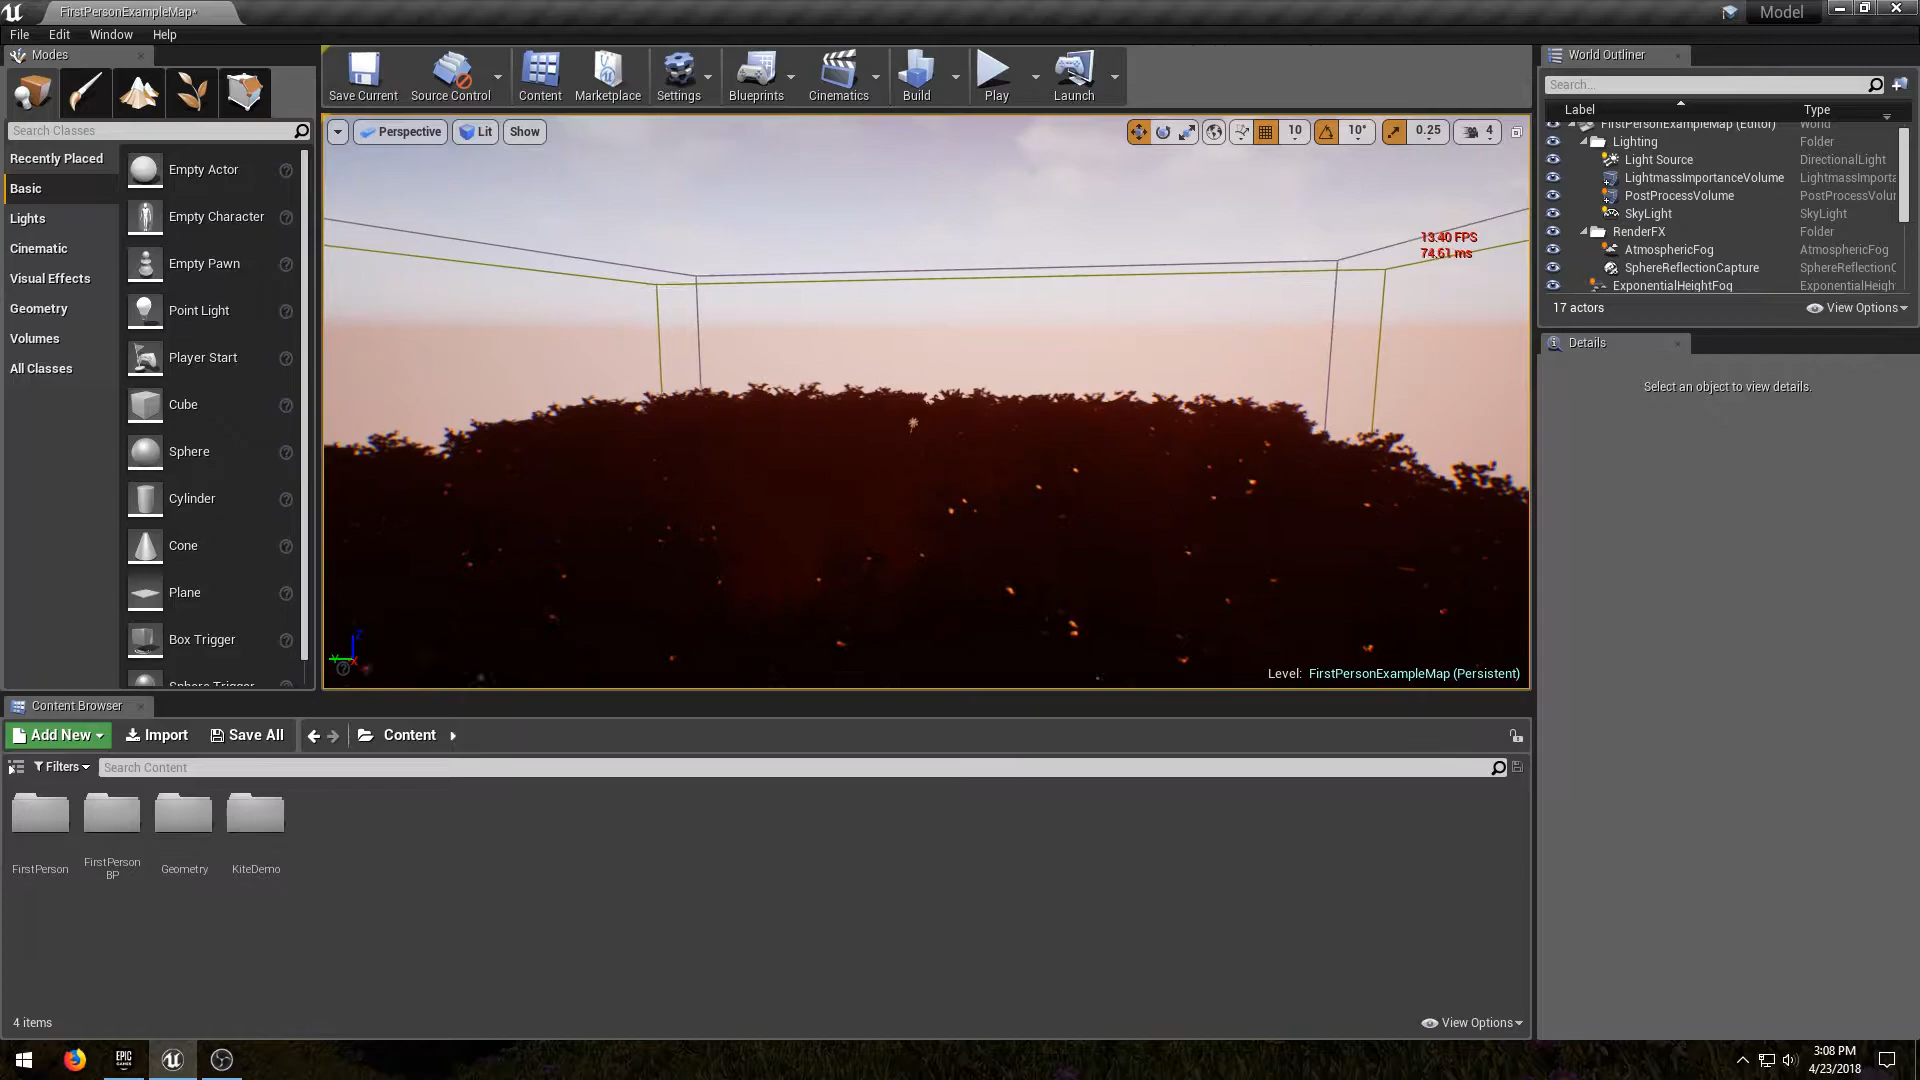 FirstPersonExampleMap*
Model
File Edit Window Help
Modes
Search Classes
Recently Placed
Basic
Lights
Cinematic
Visual Effects
Geometry
Volumes
All Classes
Empty Actor
Empty Character
Empty Pawn
Point Light
Player Start
Cube
Sphere
Cylinder
Cone
Plane
Box Trigger
Sphere Trigger
Save Current
Source Control
Content
Marketplace
Settings
Blueprints
Cinematics
Build
Play
Launch
Perspective
Lit
Show
10
10°
0.25
4
13.40 FPS
74.61 ms
Z
Y
X
Level: FirstPersonExampleMap (Persistent)
World Outliner
Search...
Label Type
FirstPersonExampleMap (Editor) World
Lighting Folder
Light Source DirectionalLight
LightmassImportanceVolume LightmassImporta
PostProcessVolume PostProcessVolur
SkyLight SkyLight
RenderFX Folder
AtmosphericFog AtmosphericFog
SphereReflectionCapture SphereReflectionC
ExponentialHeightFog ExponentialHeigh
17 actors
View Options
Details
Select an object to view details.
Content Browser
Add New
Import
Save All
Content
Filters
Search Content
FirstPerson
FirstPerson
BP
Geometry
KiteDemo
4 items
View Options
EPIC
GAMES
3:08 PM
4/23/2018